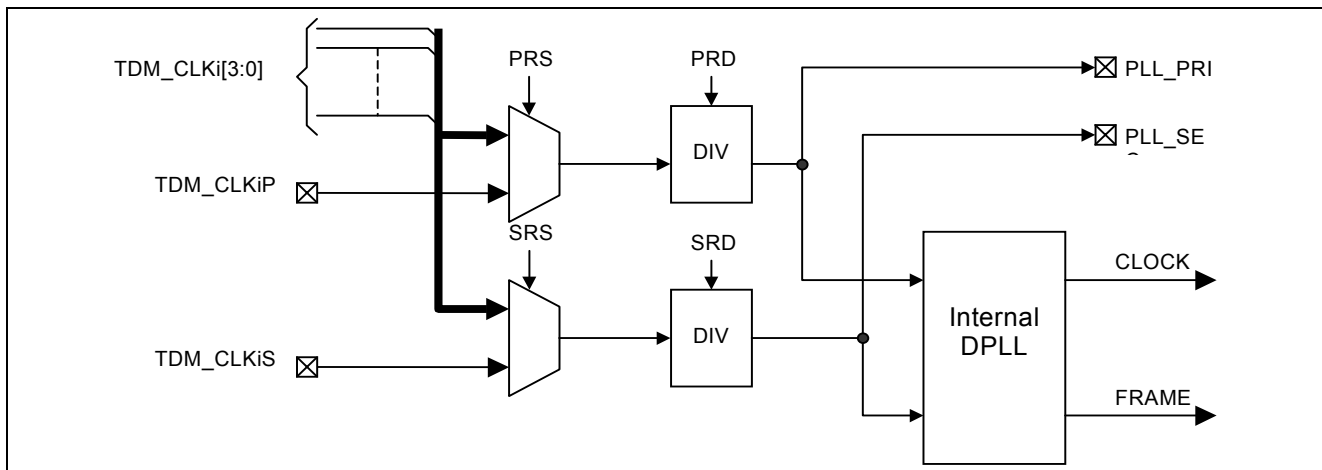 TDM_CLKi[3:0]
PRS
PRD
PLL_PRI
DIV
PLL_SE
TDM_CLKiP
SRS
SRD
CLOCK
DIV
Internal
DPLL
TDM_CLKiS
FRAME